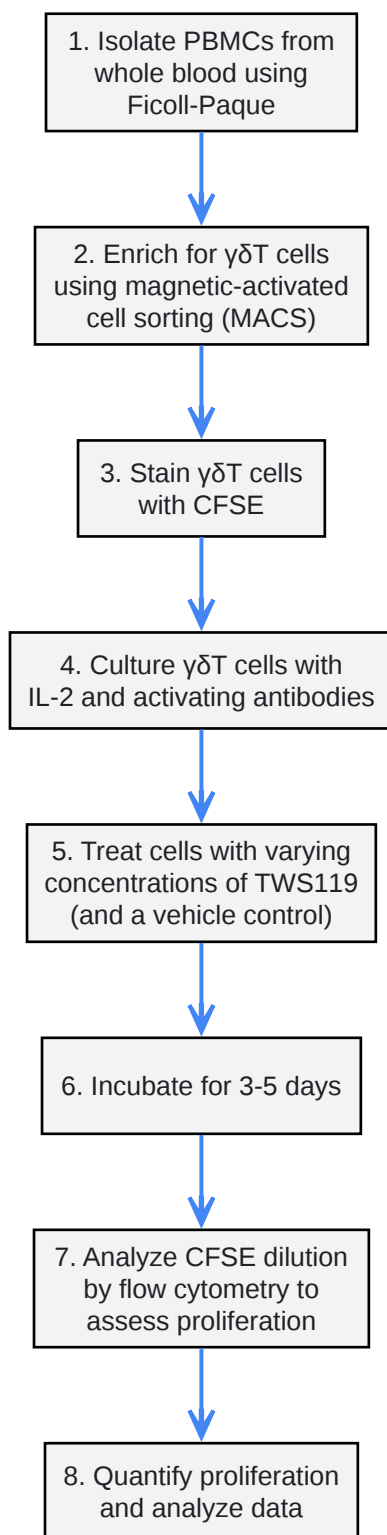 1. Isolate PBMCs from
whole blood using
Ficoll-Paque
2. Enrich for γδT cells
using magnetic-activated
cell sorting (MACS)
3. Stain γδT cells
with CFSE
4. Culture γδT cells with
IL-2 and activating antibodies
5. Treat cells with varying
concentrations of TWS119
(and a vehicle control)
6. Incubate for 3-5 days
7. Analyze CFSE dilution
by flow cytometry to
assess proliferation
8. Quantify proliferation
and analyze data